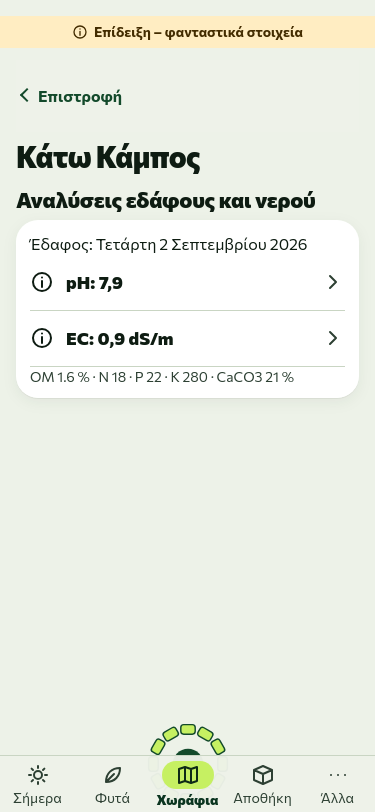 Επίδειξη – φανταστικά στοιχεία
Επιστροφή
Κάτω Κάμπος
Αναλύσεις εδάφους και νερού
Έδαφος: Τετάρτη 2 Σεπτεμβρίου 2026
pH: 7,9
EC: 0,9 dS/m
OM 1.6 % · N 18 · P 22 · K 280 · CaCO3 21 %
Σήμερα
Φυτά
Χωράφια
Αποθήκη
Άλλα